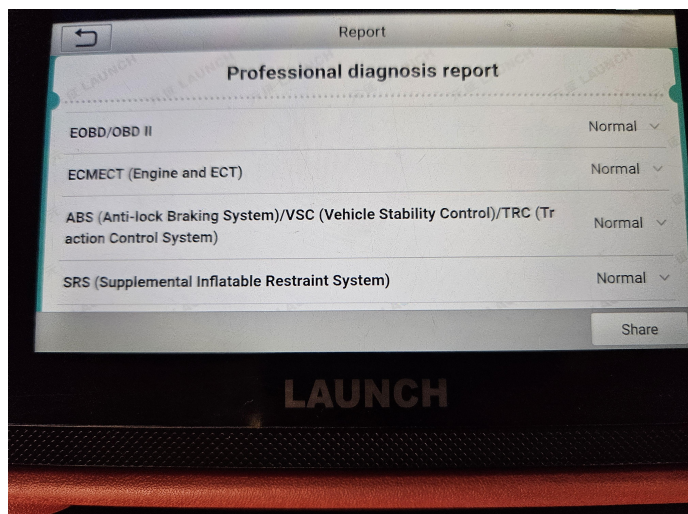 Report
Professional diagnosis report
EOBD/OBD II
Normal
ECMECT (Engine and ECT)
Normal
ABS (Anti-lock Braking System)/VSC (Vehicle Stability Control)/TRC (Tr
action Control System)
Normal
SRS (Supplemental Inflatable Restraint System)
Normal
Share
LAUNCH